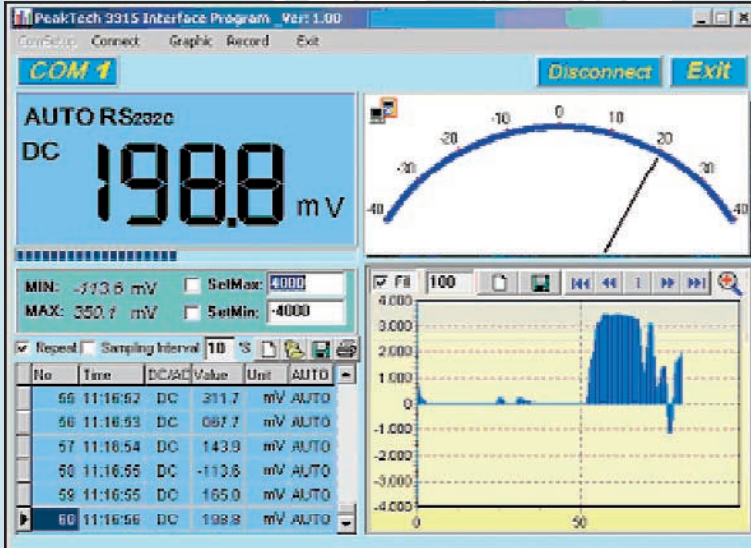 PeakTech 3315 Interface Program _Ver: 1.00
ComSetup Connect Graphic Record Exit
COM 1
Disconnect Exit
AUTO RS232C
DC 198.8 mV
-40 -30 -20 -10 0 10 20 30 40
MIN: -113.6 mV SetMax: 4000
MAX: 350.1 mV SetMin: -4000
Repeat Sampling Interval 10 'S
No Time DC/AC Value Unit AUTO
55 11:16:52 DC 311.7 mV AUTO
56 11:16:53 DC 067.7 mV AUTO
57 11:16:54 DC 143.9 mV AUTO
58 11:16:55 DC -113.6 mV AUTO
59 11:16:55 DC 165.0 mV AUTO
60 11:16:56 DC 198.8 mV AUTO
Fill 100
4.000
3.000
2.000
1.000
0
-1.000
-2.000
-3.000
-4.000
0 50